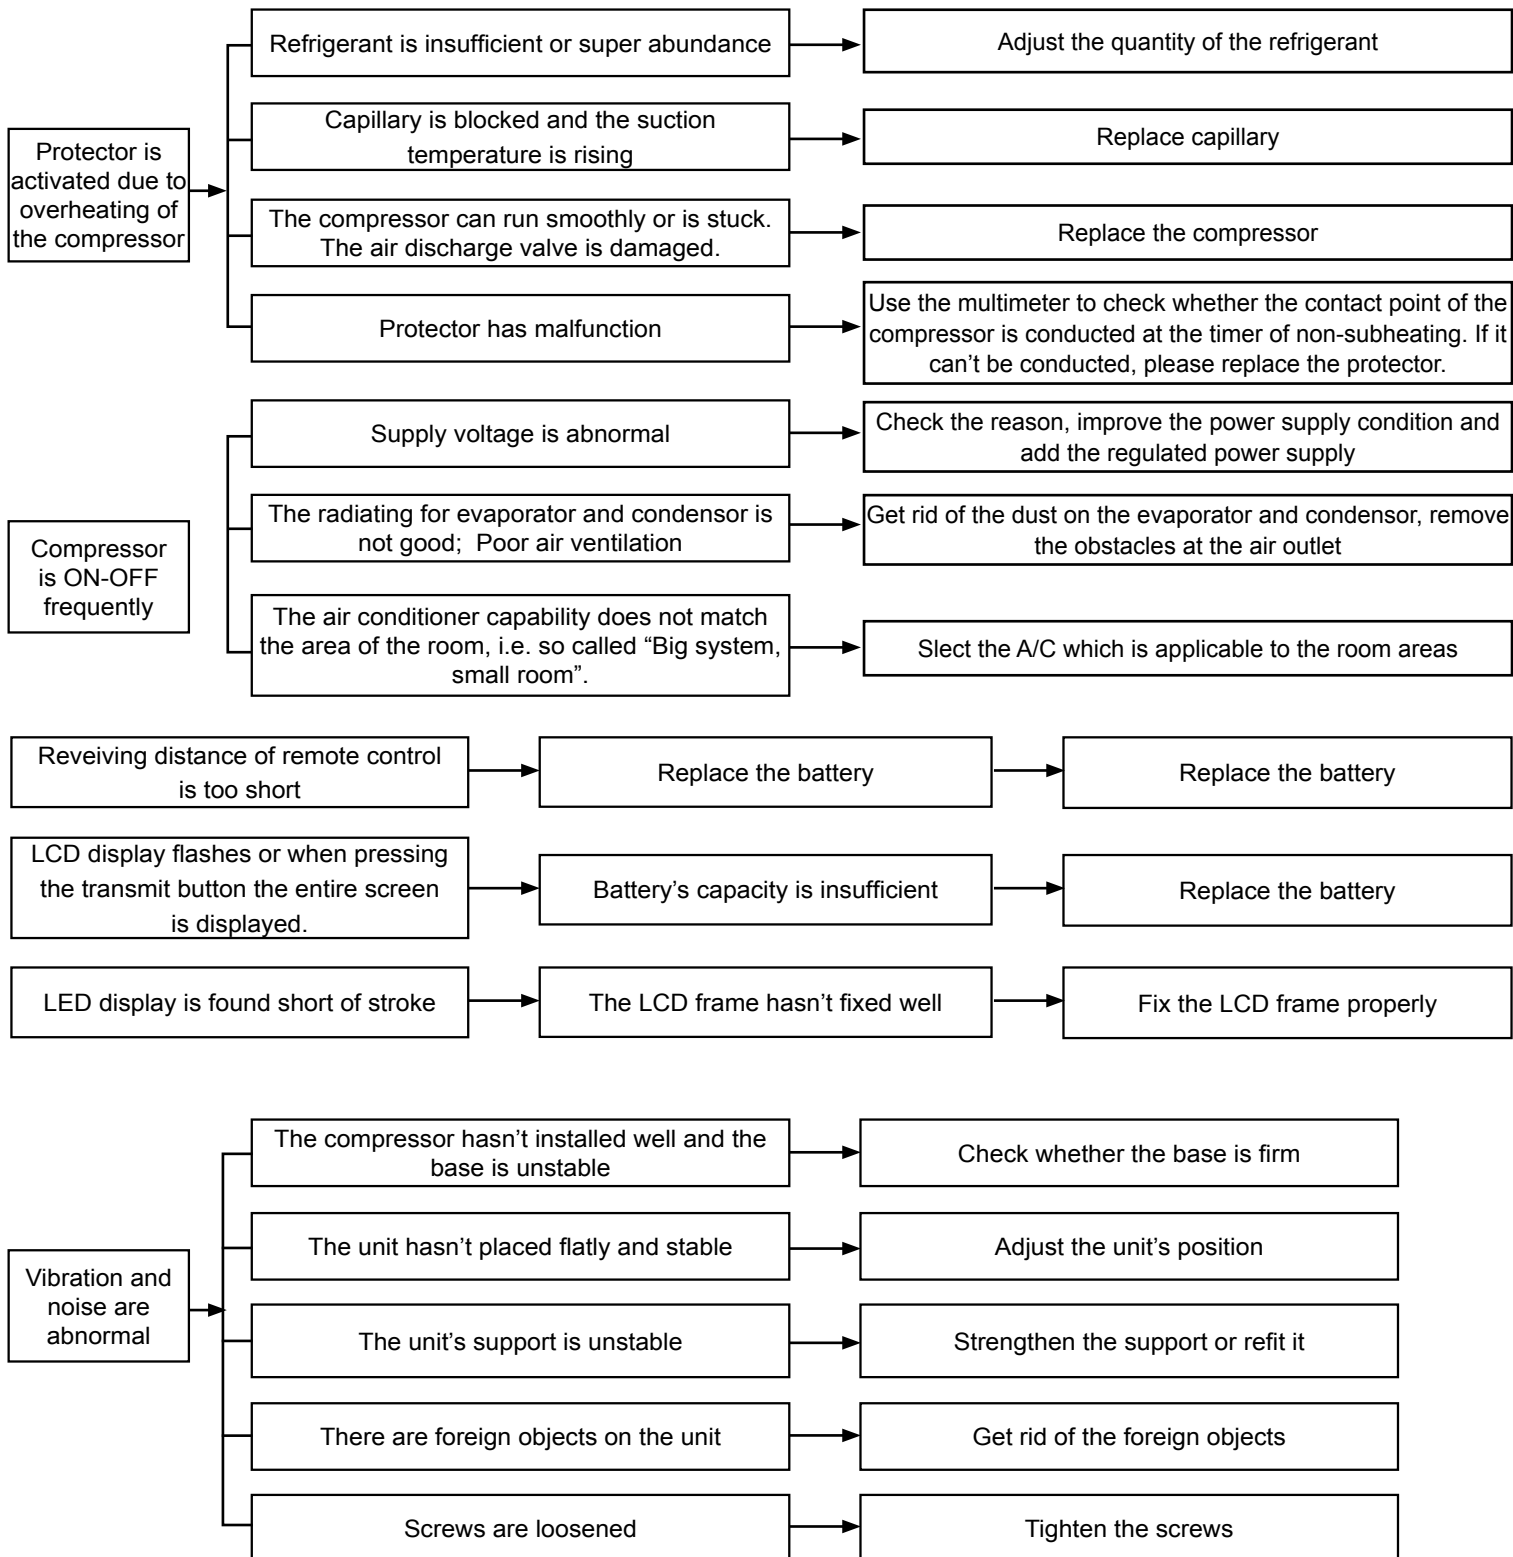 Refrigerant is insufficient or super abundance
Adjust the quantity of the refrigerant
Capillary is blocked and the suction
temperature is rising
Replace capillary
Protector is
activated due to
overheating of
the compressor
The compressor can run smoothly or is stuck.
The air discharge valve is damaged.
Replace the compressor
Protector has malfunction
Use the multimeter to check whether the contact point of the
compressor is conducted at the timer of non-subheating. If it
can’t be conducted, please replace the protector.
Supply voltage is abnormal
Check the reason, improve the power supply condition and
add the regulated power supply
Compressor
is ON-OFF
frequently
The radiating for evaporator and condensor is
not good;  Poor air ventilation
Get rid of the dust on the evaporator and condensor, remove
the obstacles at the air outlet
The air conditioner capability does not match
the area of the room, i.e. so called “Big system,
small room”.
Slect the A/C which is applicable to the room areas
Reveiving distance of remote control
is too short
Replace the battery
Replace the battery
LCD display flashes or when pressing
the transmit button the entire screen
is displayed.
Battery’s capacity is insufficient
Replace the battery
LED display is found short of stroke
The LCD frame hasn’t fixed well
Fix the LCD frame properly
The compressor hasn’t installed well and the
base is unstable
Check whether the base is firm
The unit hasn’t placed flatly and stable
Adjust the unit’s position
Vibration and
noise are
abnormal
The unit’s support is unstable
Strengthen the support or refit it
There are foreign objects on the unit
Get rid of the foreign objects
Screws are loosened
Tighten the screws